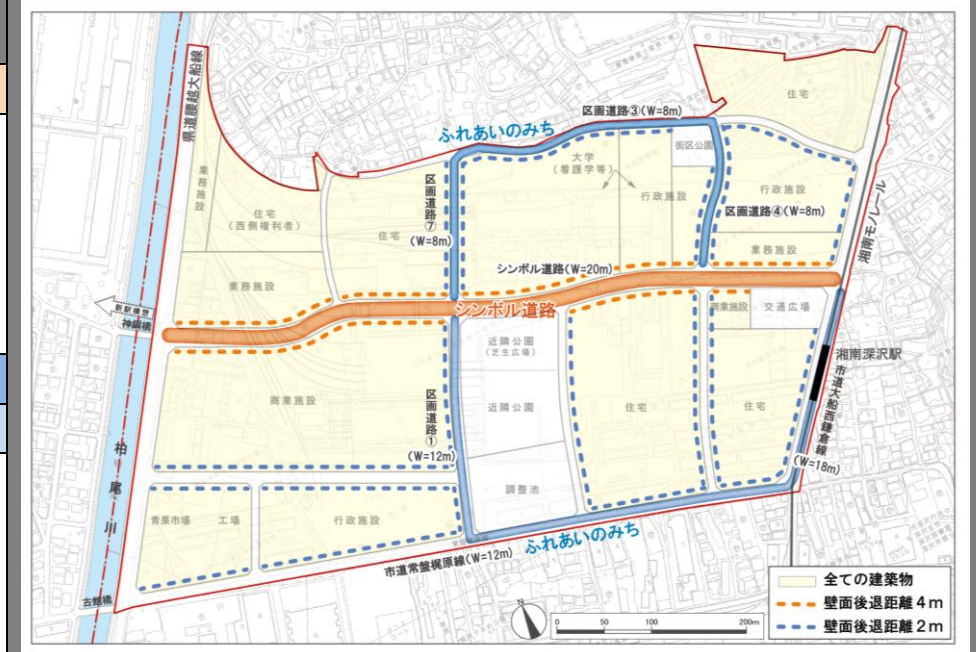 県道腰越大船線
住宅
区画道路③(W=8m)
ふれあいのみち
街区公園
大学
(看護学等)
行政施設
行政施設
業務施設
区画道路⑦
(W=8m)
区画道路④(W=8m)
湘南モノレール
住宅
(西側権利者)
住宅
業務施設
シンボル道路(W=20m)
業務施設
シンボル道路
商業施設
交通広場
新駅構想
神鋼橋
近隣公園
(芝生広場)
湘南深沢駅
商業施設
区画道路①
(W=12m)
近隣公園
住宅
住宅
市道大船西鎌倉線
(W=18m)
柏尾川
調整池
青果市場
工場
行政施設
ふれあいのみち
市道常盤梶原線(W=12m)
古館橋
全ての建築物
壁面後退距離4m
壁面後退距離2m
N
0 50 100 200m